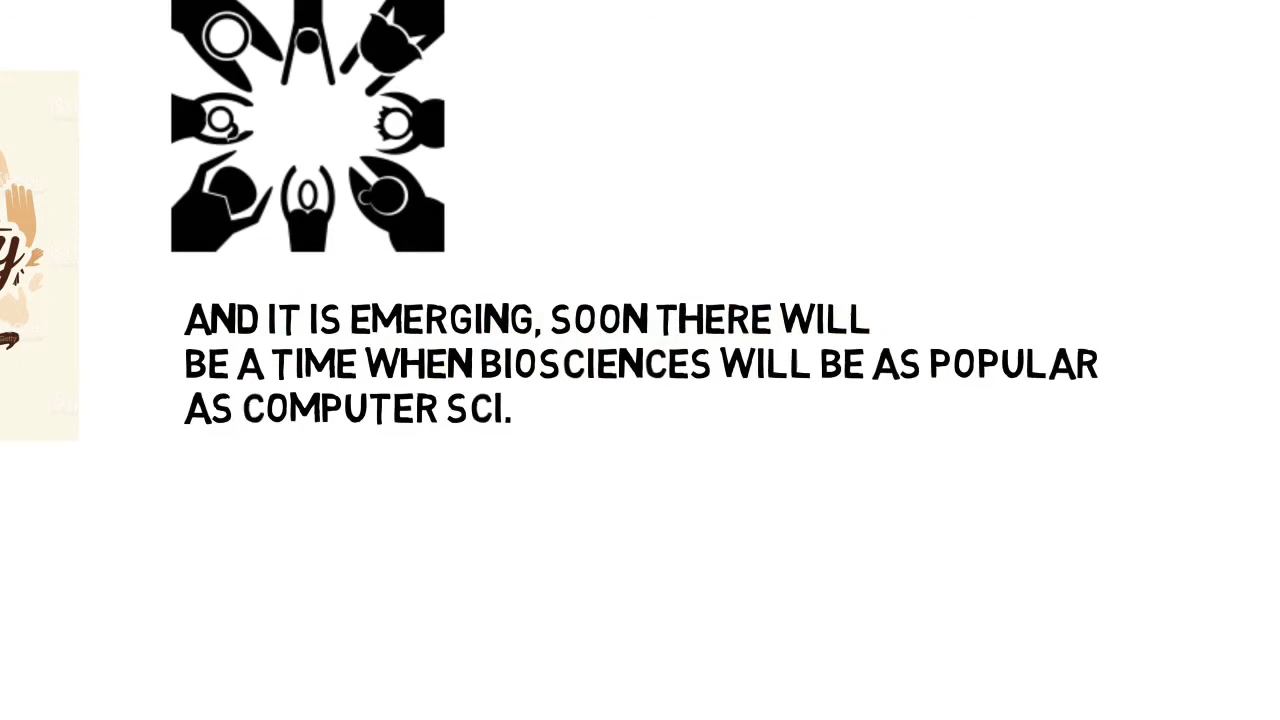 AND IT IS EMERGING, SOON THERE WILL
BE A TIME WHEN BIOSCIENCES WILL BE AS POPULAR
AS COMPUTER SCI.